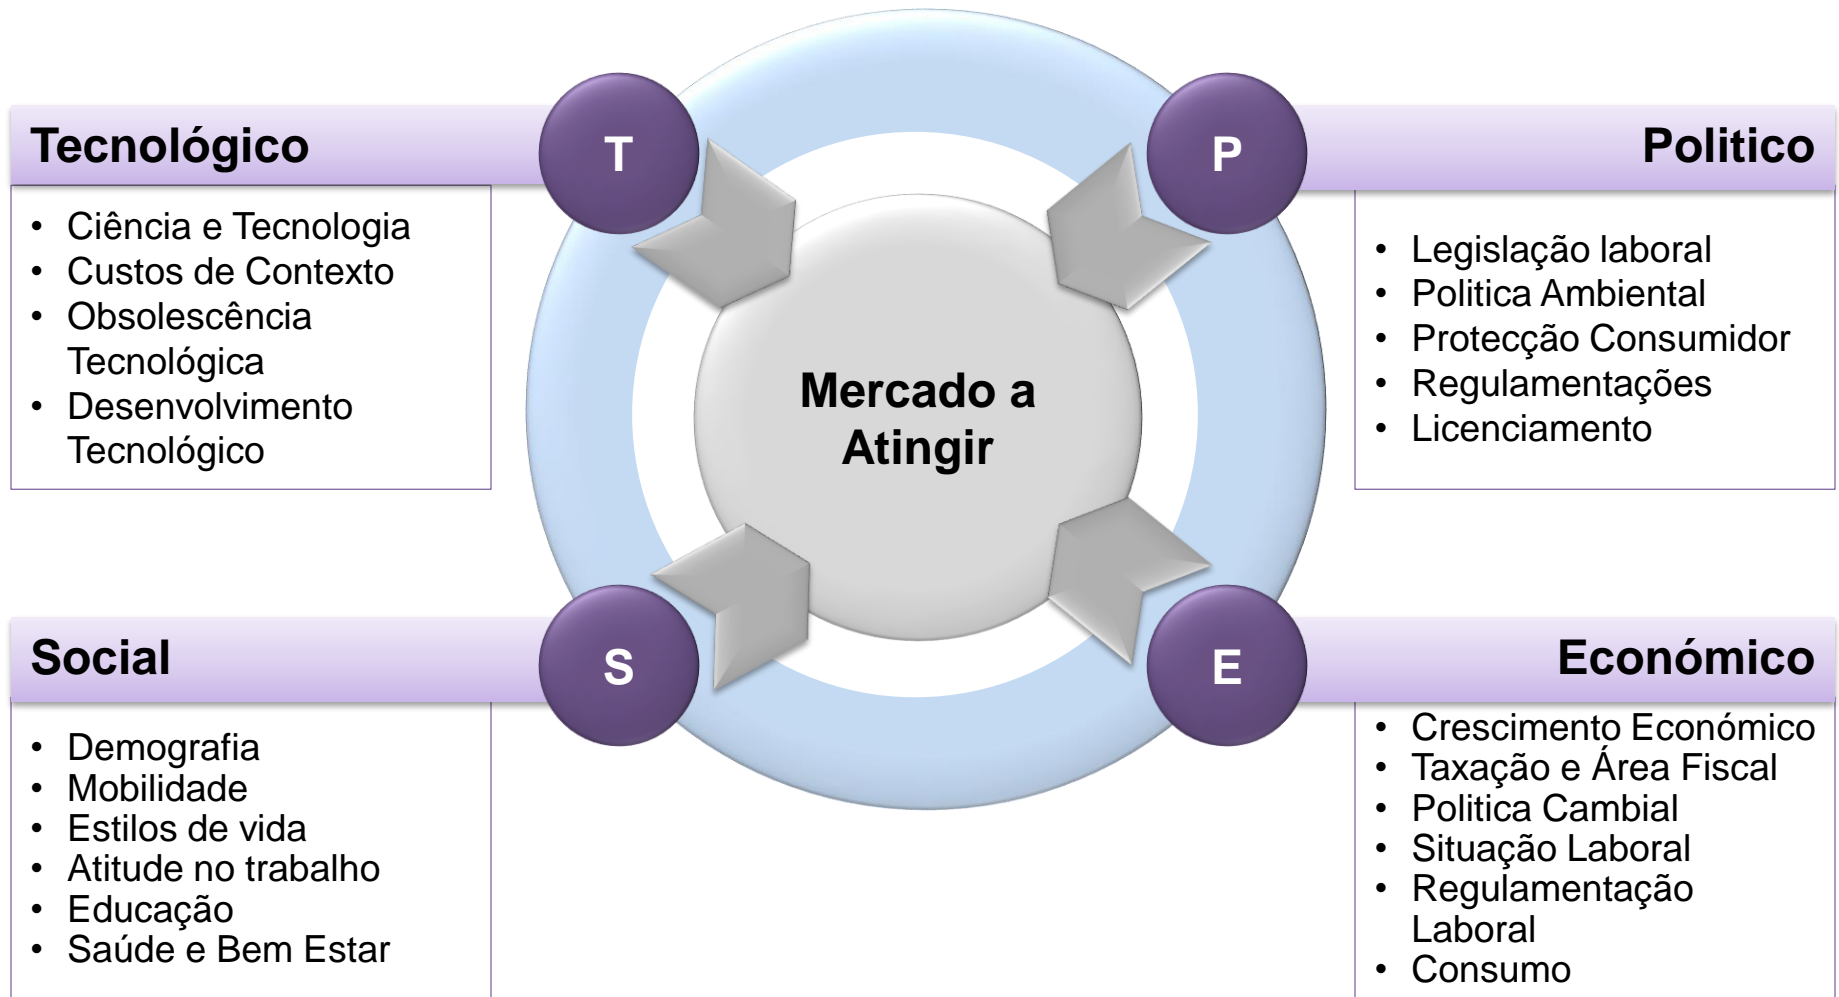 Tecnológico
T
• Ciência e Tecnologia
• Custos de Contexto
• Obsolescência
Tecnológica
• Desenvolvimento
Tecnológico
P
Politico
• Legislação laboral
• Politica Ambiental
• Protecção Consumidor
• Regulamentações
• Licenciamento
Mercado a
Atingir
Social
S
• Demografia
• Mobilidade
• Estilos de vida
• Atitude no trabalho
• Educação
• Saúde e Bem Estar
E
Económico
• Crescimento Económico
• Taxação e Área Fiscal
• Politica Cambial
• Situação Laboral
• Regulamentação
Laboral
• Consumo